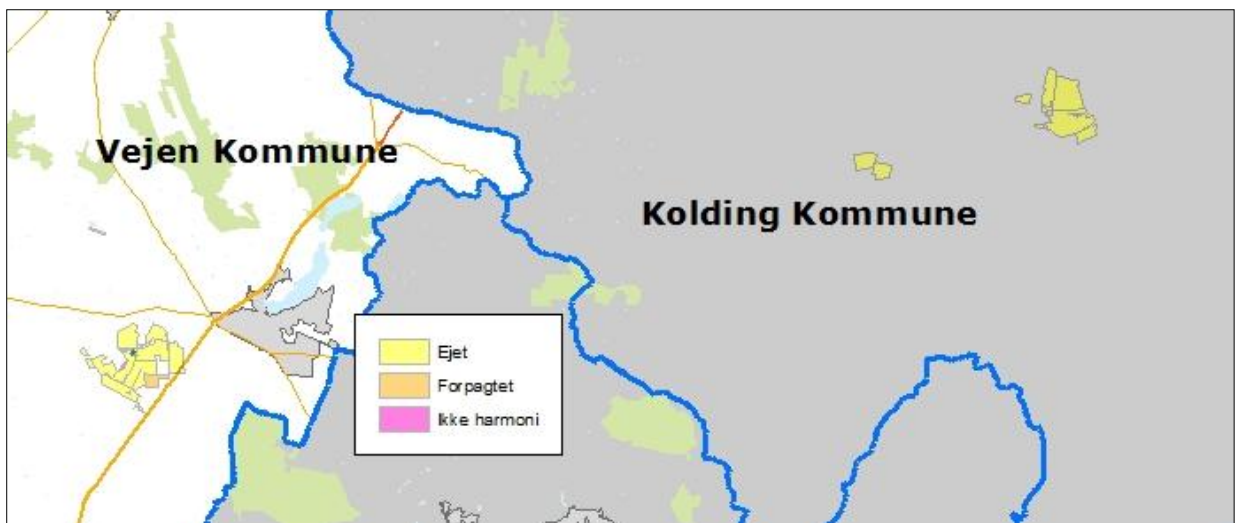 Vejen Kommune
Kolding Kommune
Ejet
Forpagtet
Ikke harmoni